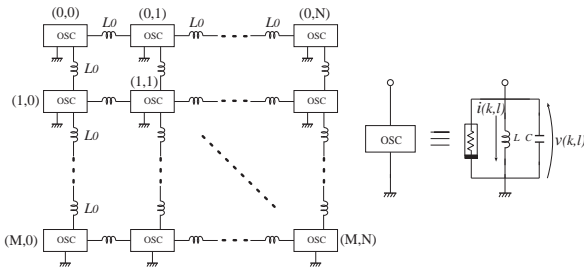 (0,0) (0,1) (0,N)
L0 L0 L0
OSC OSC OSC
L0
(1,1)
(1,0) OSC OSC OSC
L0
L0
(M,0) OSC OSC OSC (M,N)
OSC
i(k,l)
L C v(k,l)